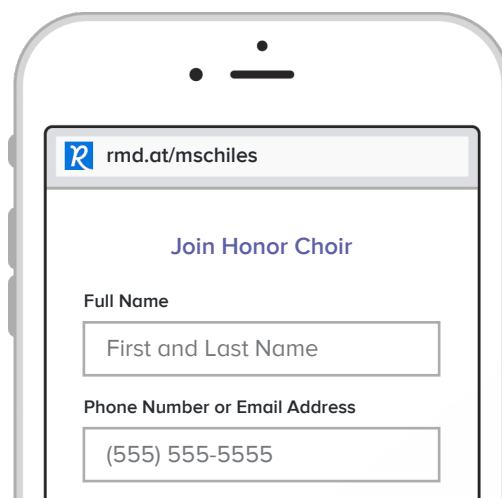 rmd.at/mschiles
Join Honor Choir
Full Name
First and Last Name
Phone Number or Email Address
(555) 555-5555